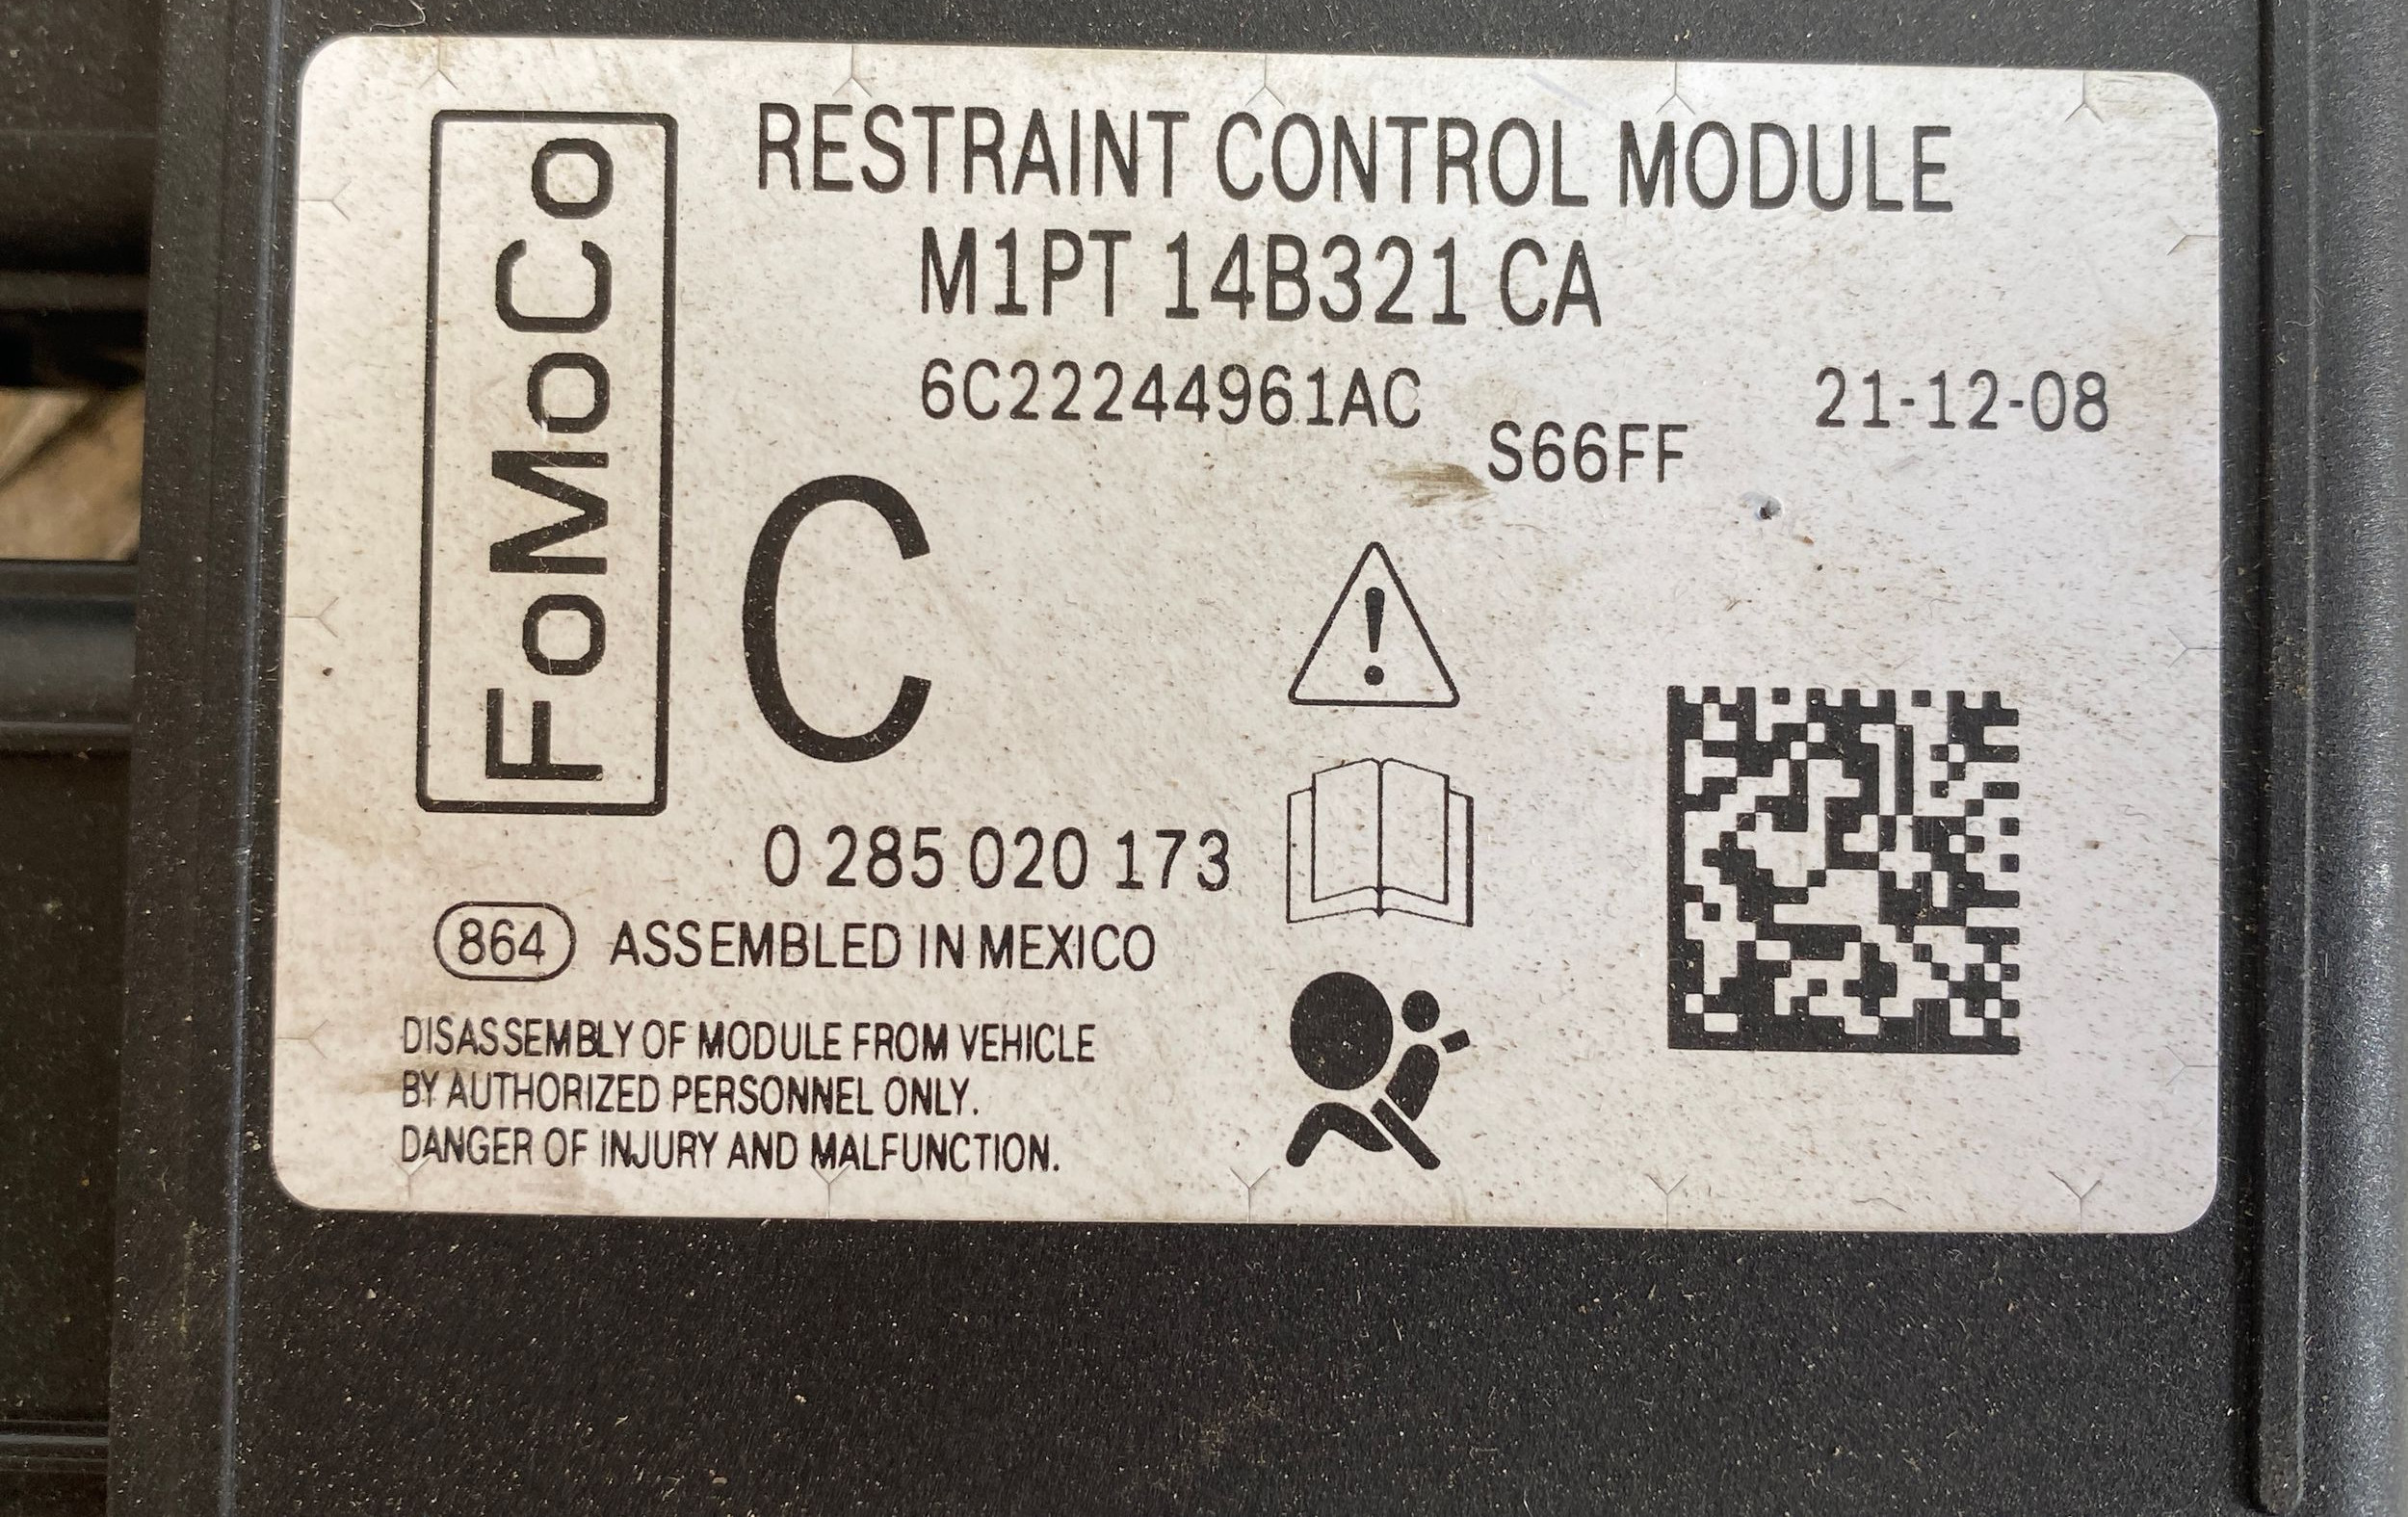 FoMoCo
RESTRAINT CONTROL MODULE
M1PT 14B321 CA
6C22244961AC
21-12-08
S66FF
C
0 285 020 173
864 ASSEMBLED IN MEXICO
DISASSEMBLY OF MODULE FROM VEHICLE
BY AUTHORIZED PERSONNEL ONLY.
DANGER OF INJURY AND MALFUNCTION.